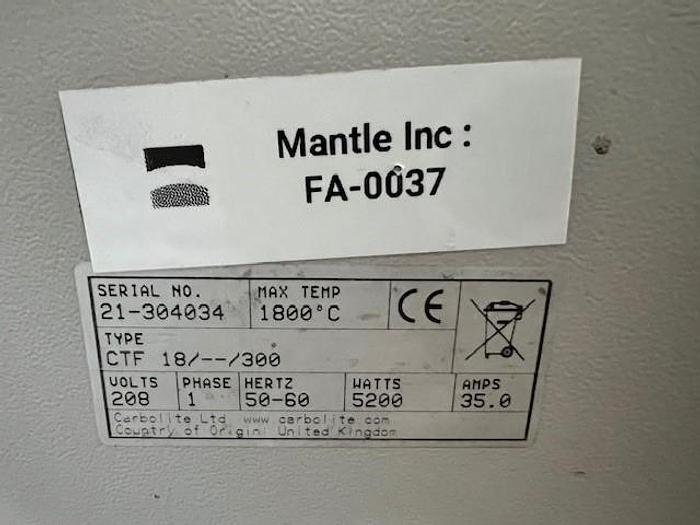 Mantle Inc :
FA-0037
SERIAL NO. MAX TEMP CE
21-304034 1800°C
TYPE
CTF 18/--/300
VOLTS PHASE HERTZ WATTS AMPS
208 1 50-60 5200 35.0
Carbolite Ltd www carbolite com
Country of Origin: United Kingdom